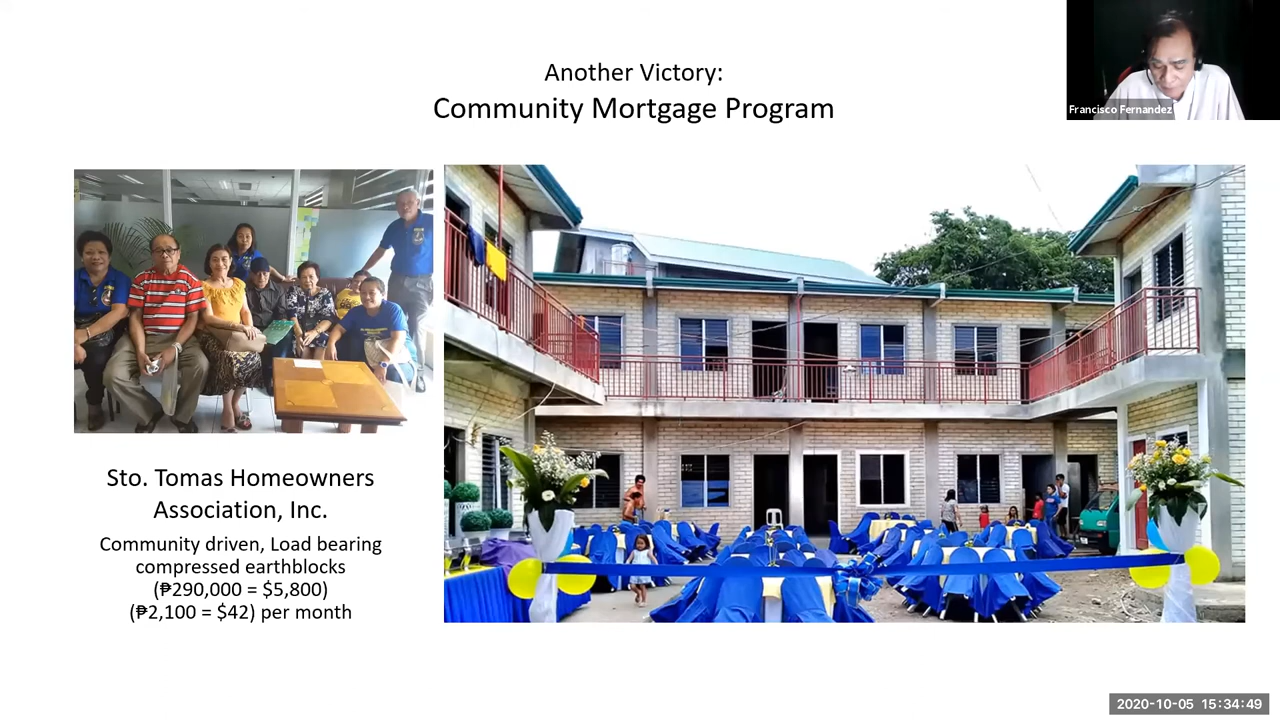 Another Victory:
Community Mortgage Program
Francisco Fernandez
Sto. Tomas Homeowners
Association, Inc.
Community driven, Load bearing
compressed earthblocks
(₱290,000 = $5,800)
(₱2,100 = $42) per month
2020-10-05 15:34:49